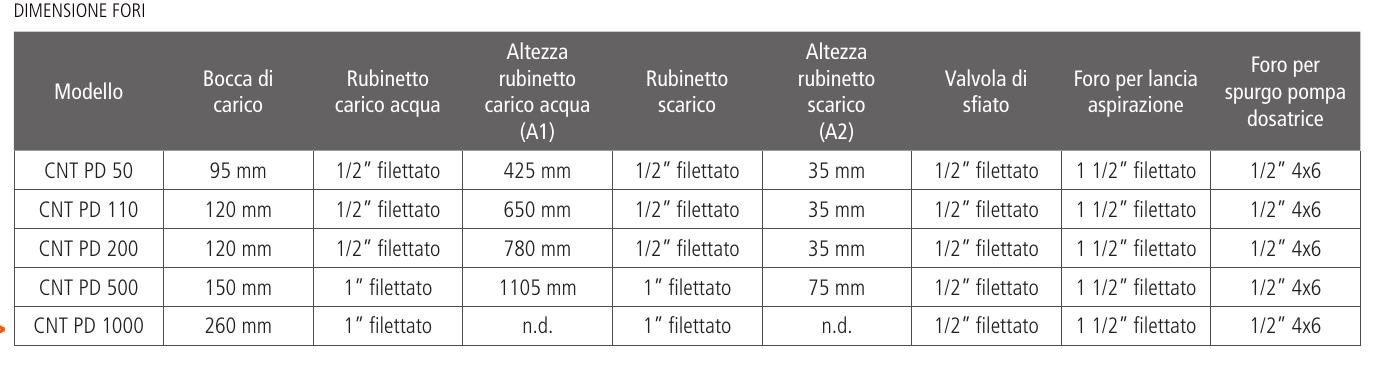 DIMENSIONE FORI
Modello | Bocca di carico | Rubinetto carico acqua | Altezza rubinetto carico acqua (A1) | Rubinetto scarico | Altezza rubinetto scarico (A2) | Valvola di sfiato | Foro per lancia aspirazione | Foro per spurgo pompa dosatrice
CNT PD 50 | 95 mm | 1/2” filettato | 425 mm | 1/2” filettato | 35 mm | 1/2” filettato | 1 1/2” filettato | 1/2” 4x6
CNT PD 110 | 120 mm | 1/2” filettato | 650 mm | 1/2” filettato | 35 mm | 1/2” filettato | 1 1/2” filettato | 1/2” 4x6
CNT PD 200 | 120 mm | 1/2” filettato | 780 mm | 1/2” filettato | 35 mm | 1/2” filettato | 1 1/2” filettato | 1/2” 4x6
CNT PD 500 | 150 mm | 1” filettato | 1105 mm | 1” filettato | 75 mm | 1/2” filettato | 1 1/2” filettato | 1/2” 4x6
CNT PD 1000 | 260 mm | 1” filettato | n.d. | 1” filettato | n.d. | 1/2” filettato | 1 1/2” filettato | 1/2” 4x6